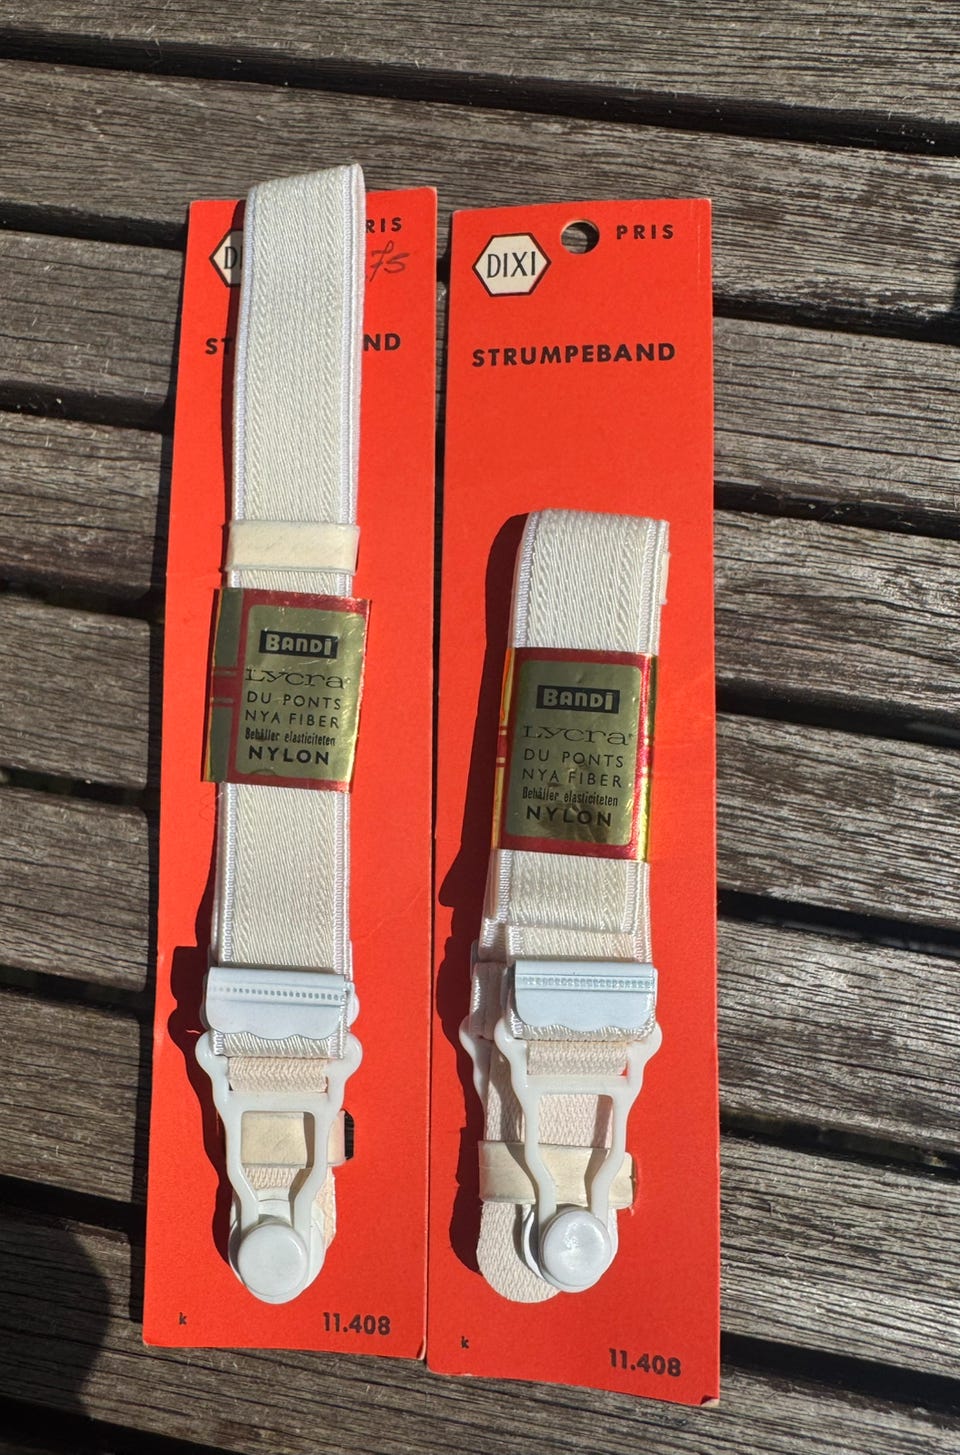 PRIS
75
BANDI
Lycra
DU PONTS
NYA FIBER
Behåller elasticiteten
NYLON
k
11.408
DIXI
PRIS
STRUMPEBAND
BANDI
Lycra
DU PONTS
NYA FIBER
Behåller elasticiteten
NYLON
k
11.408